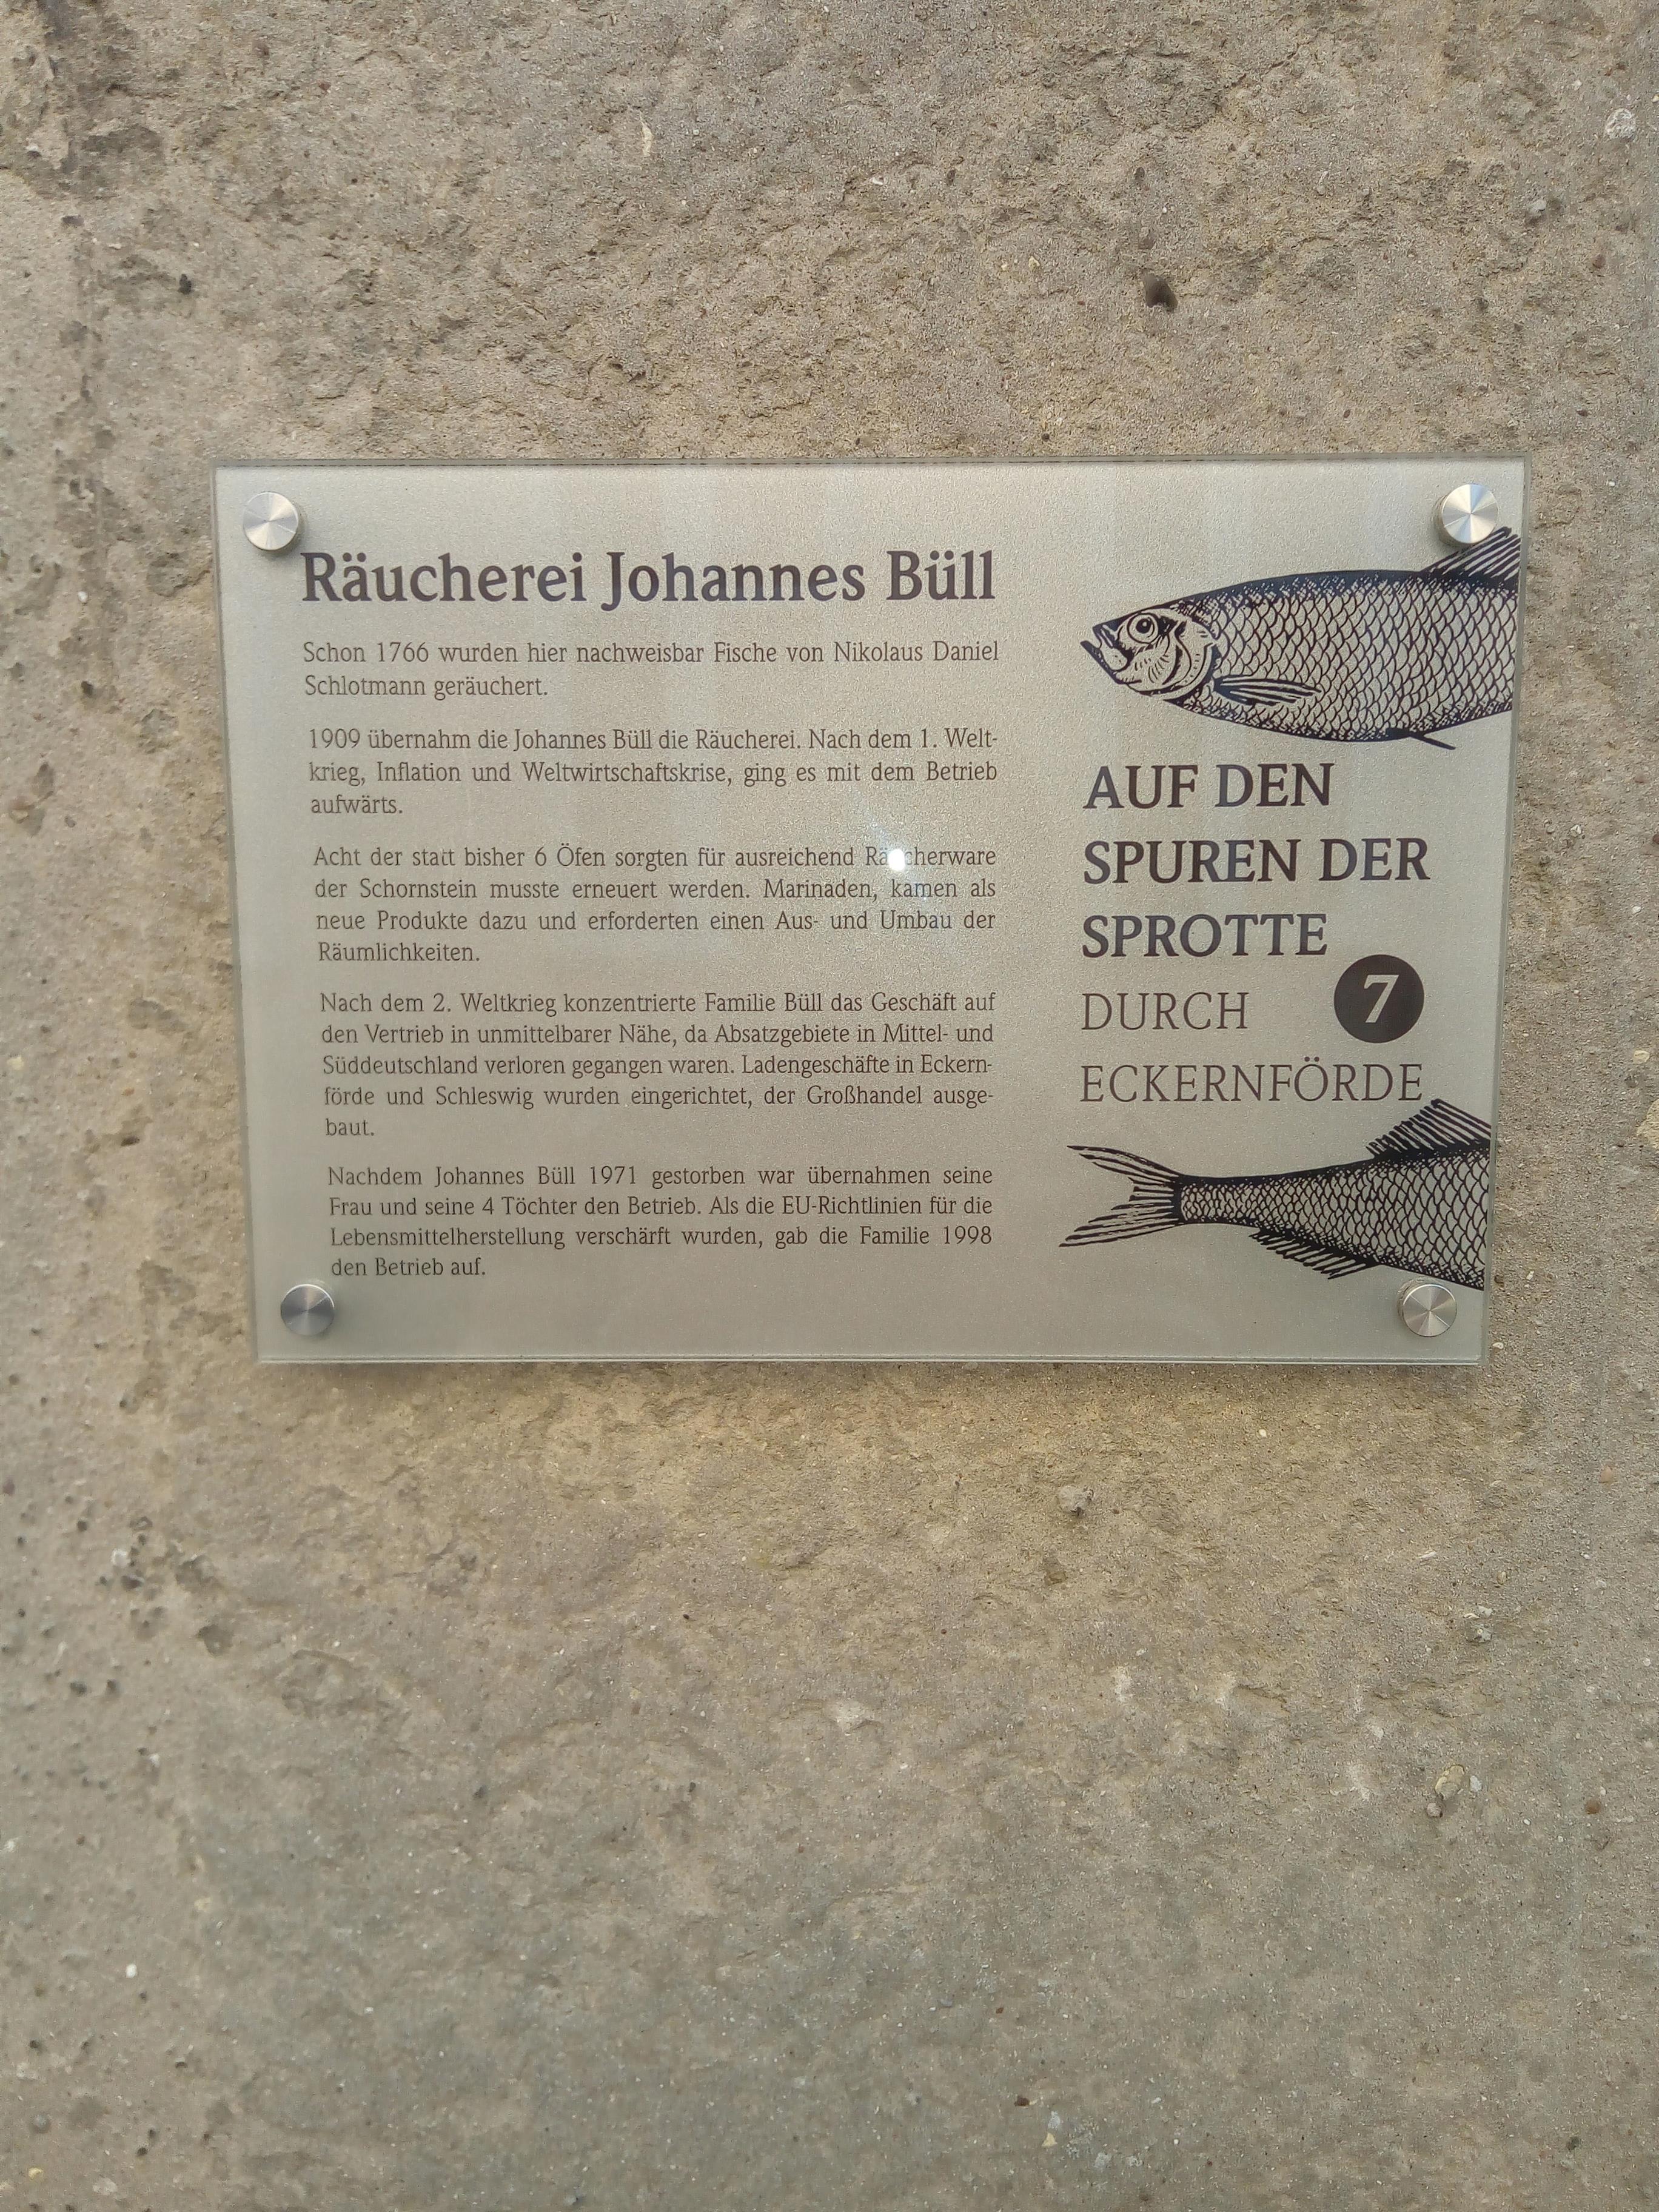 Räucherei Johannes Büll
Schon 1766 wurden hier nachweisbar Fische von Nikolaus Daniel
Schlotmann geräuchert.
1909 übernahm die Johannes Büll die Räucherei. Nach dem 1. Welt-
krieg, Inflation und Weltwirtschaftskrise, ging es mit dem Betrieb
aufwärts.
Acht der statt bisher 6 Öfen sorgten für ausreichend Räucherware
der Schornstein musste erneuert werden. Marinaden, kamen als
neue Produkte dazu und erforderten einen Aus- und Umbau der
Räumlichkeiten.
Nach dem 2. Weltkrieg konzentrierte Familie Büll das Geschäft auf
den Vertrieb in unmittelbarer Nähe, da Absatzgebiete in Mittel- und
Süddeutschland verloren gegangen waren. Ladengeschäfte in Eckern-
förde und Schleswig wurden eingerichtet, der Großhandel ausge-
baut.
Nachdem Johannes Büll 1971 gestorben war übernahmen seine
Frau und seine 4 Töchter den Betrieb. Als die EU-Richtlinien für die
Lebensmittelherstellung verschärft wurden, gab die Familie 1998
den Betrieb auf.
AUF DEN
SPUREN DER
SPROTTE
DURCH 7
ECKERNFÖRDE